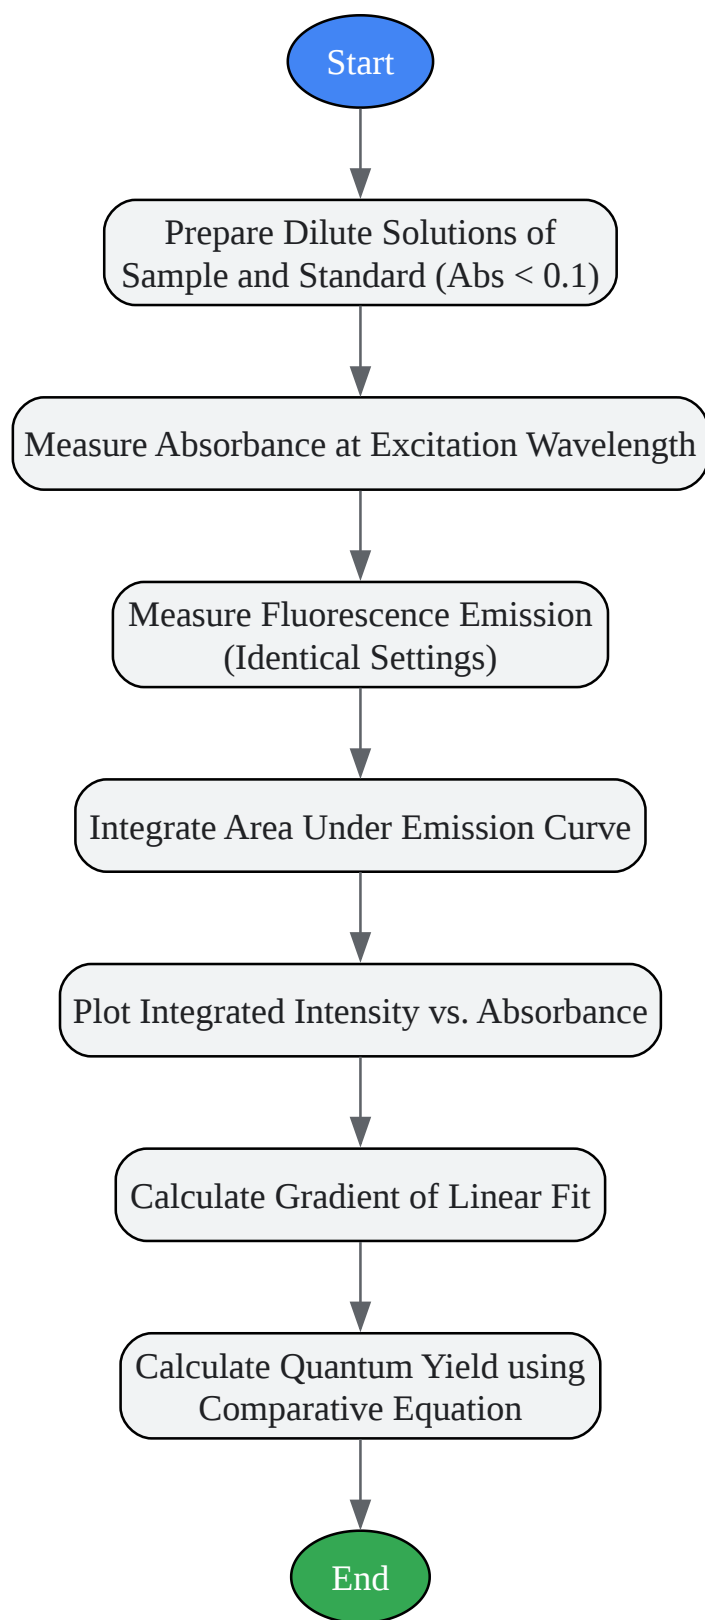 Start
Prepare Dilute Solutions of
Sample and Standard (Abs < 0.1)
Measure Absorbance at Excitation Wavelength
Measure Fluorescence Emission
(Identical Settings)
Integrate Area Under Emission Curve
Plot Integrated Intensity vs. Absorbance
Calculate Gradient of Linear Fit
Calculate Quantum Yield using
Comparative Equation
End